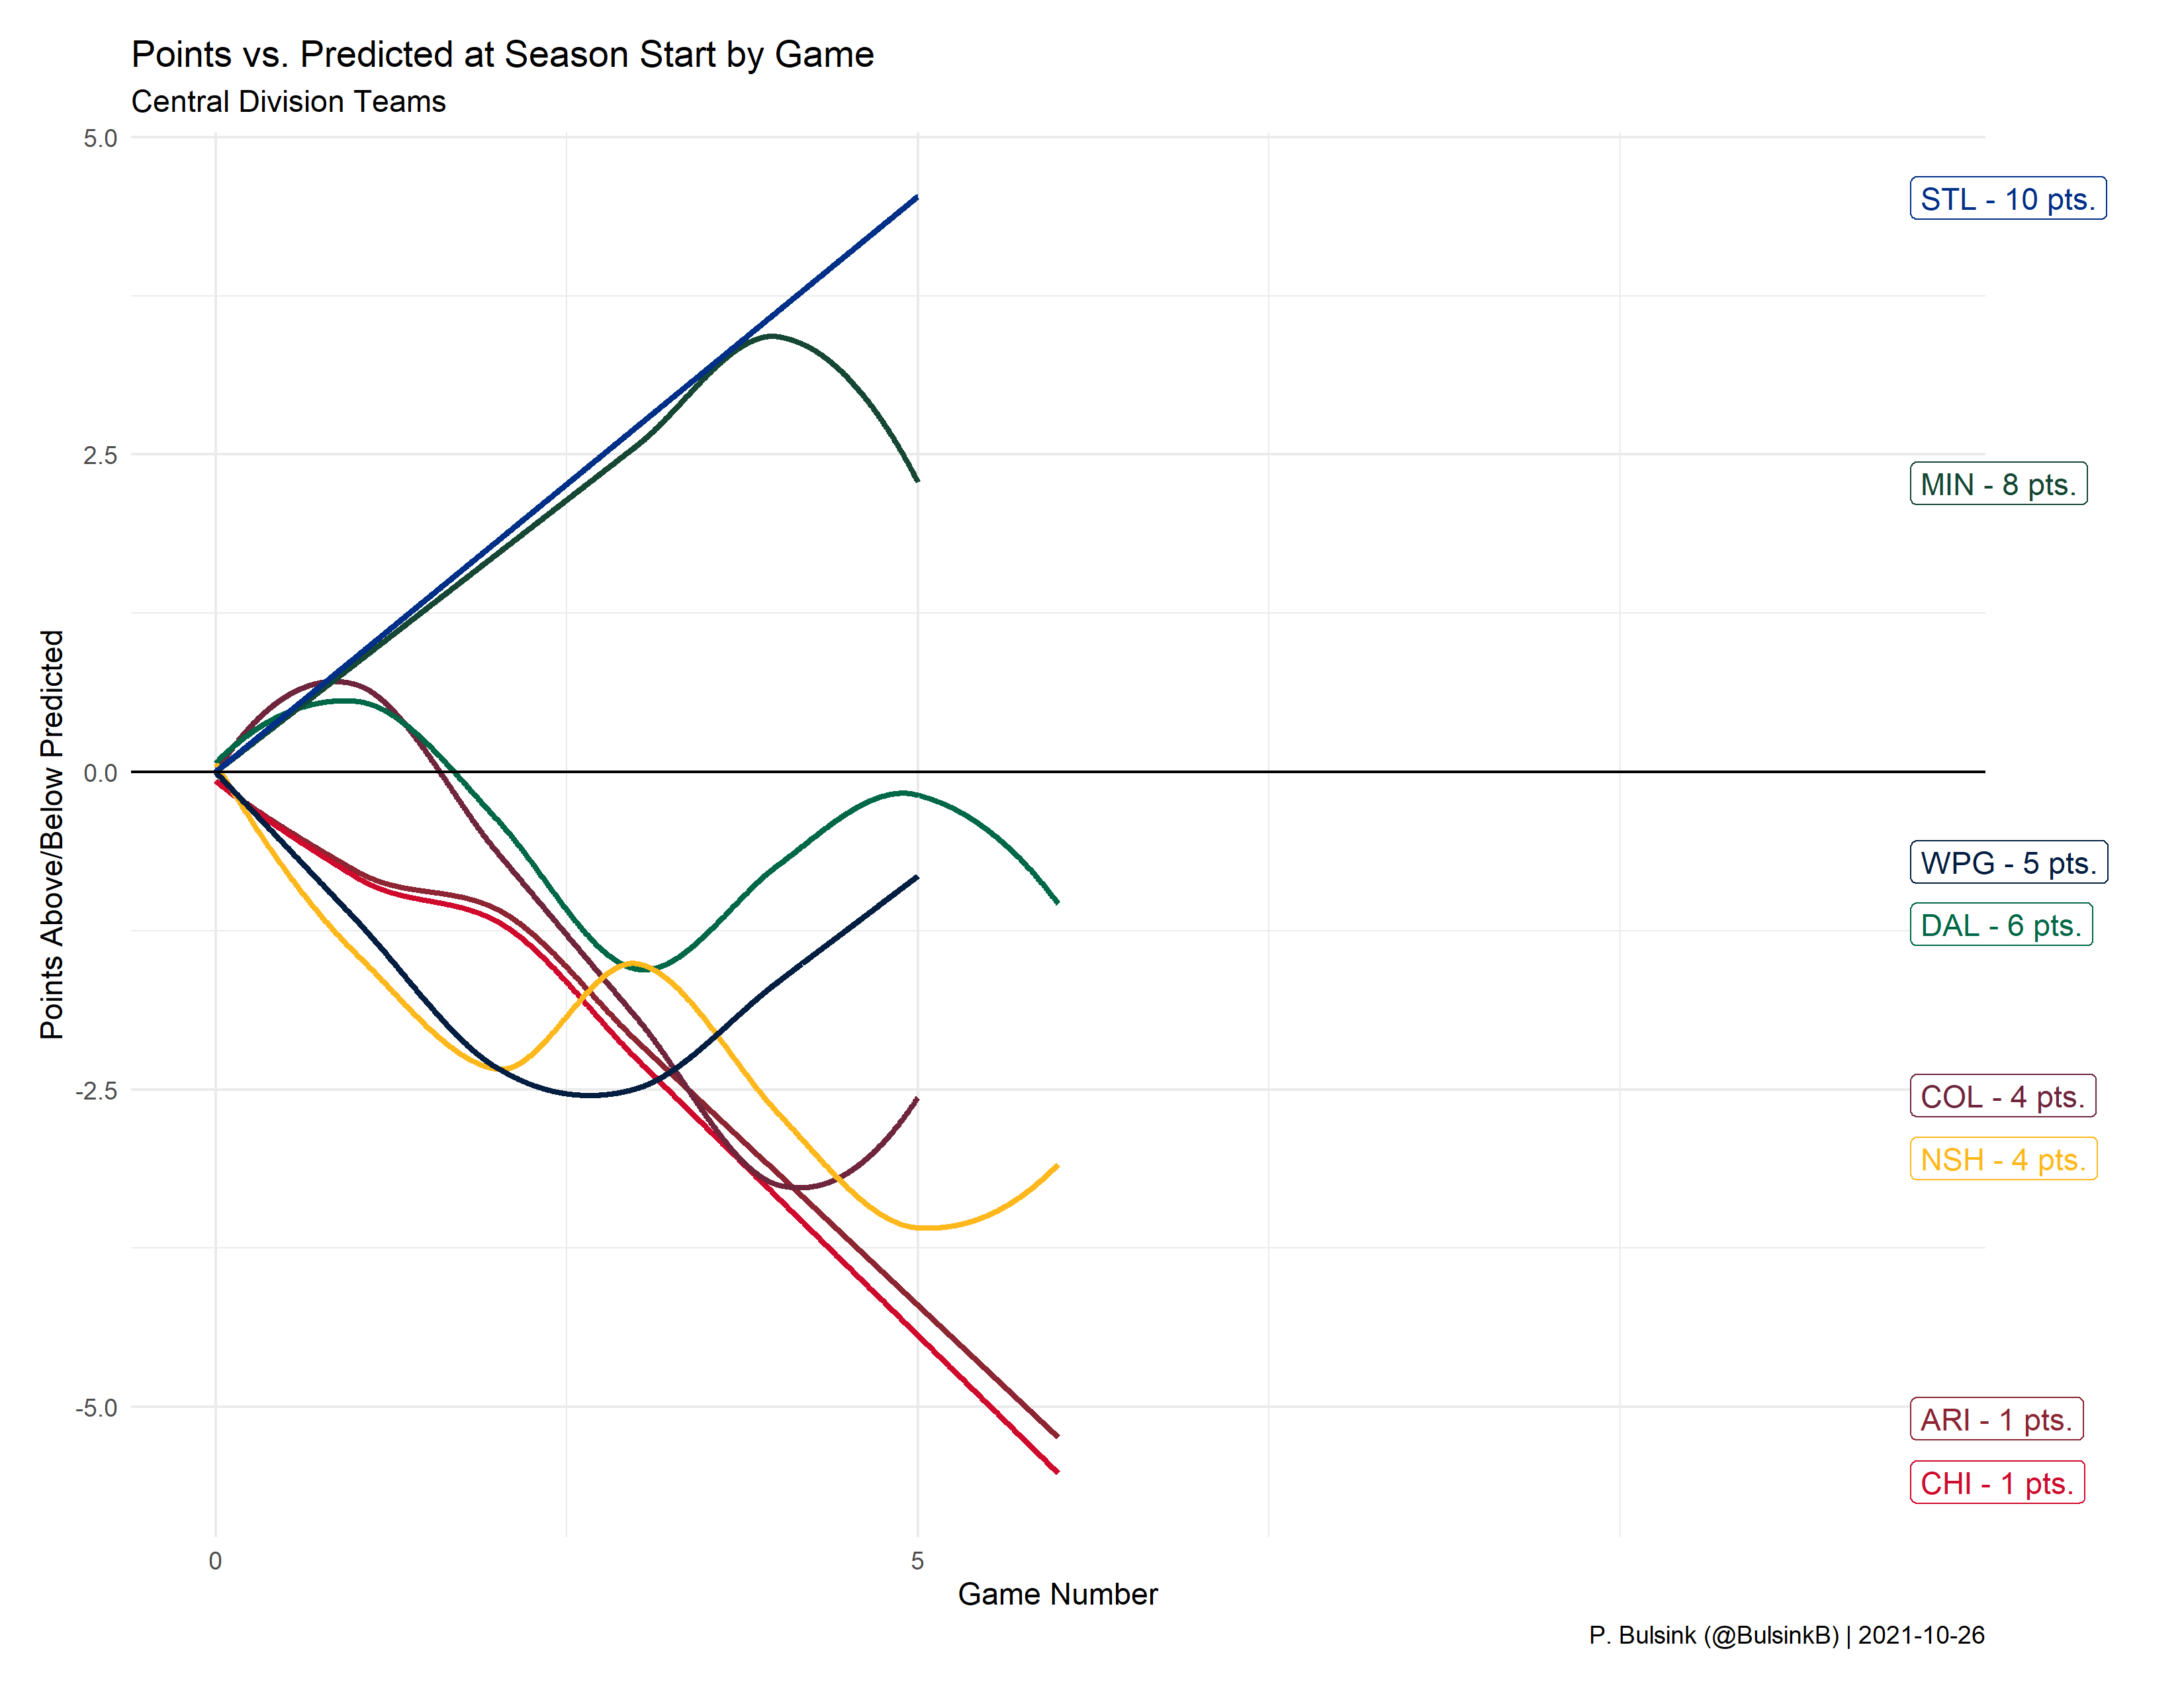 Points vs. Predicted at Season Start by Game
Central Division Teams
Points Above/Below Predicted
5.0
2.5
0.0
-2.5
-5.0
STL - 10 pts.
MIN - 8 pts.
WPG - 5 pts.
DAL - 6 pts.
COL - 4 pts.
NSH - 4 pts.
ARI - 1 pts.
CHI - 1 pts.
0
5
Game Number
P. Bulsink (@BulsinkB) | 2021-10-26